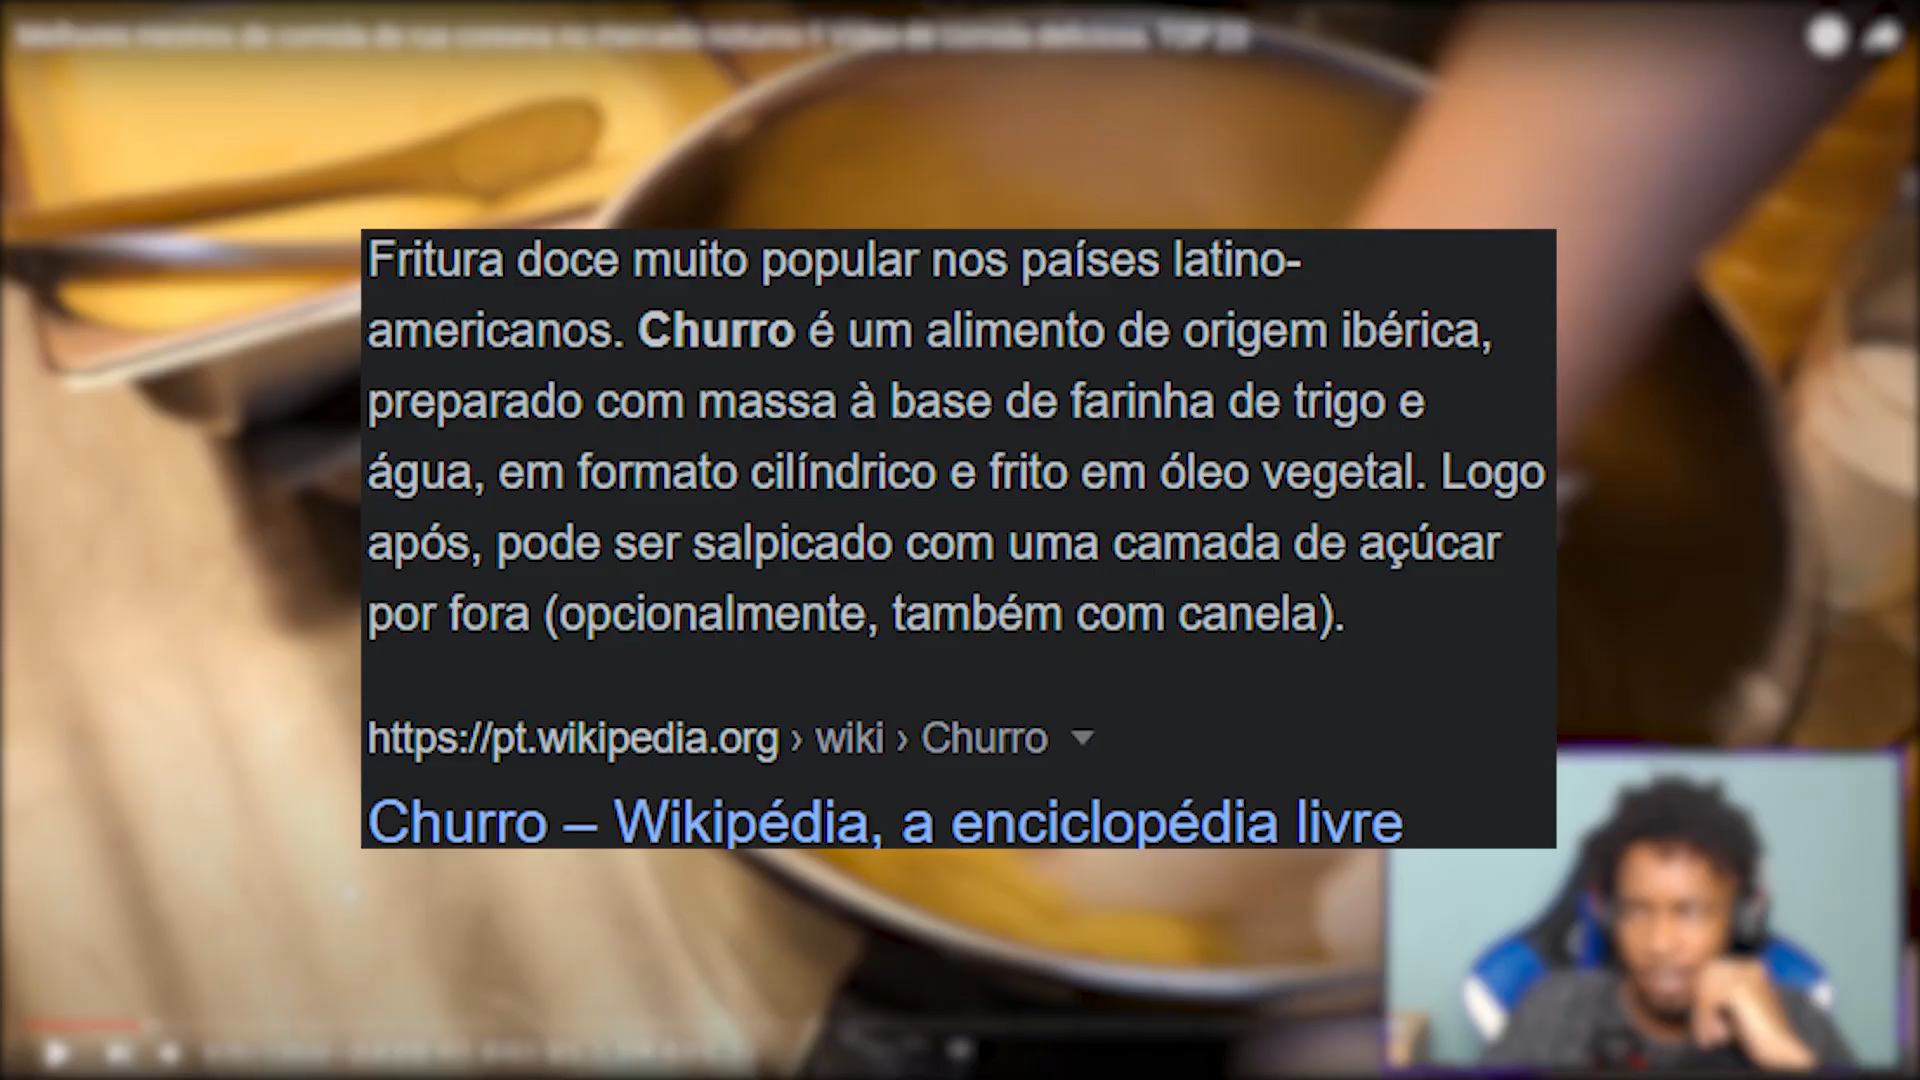 Fritura doce muito popular nos países latino-
americanos. Churro é um alimento de origem ibérica,
preparado com massa à base de farinha de trigo e
água, em formato cilíndrico e frito em óleo vegetal. Logo
após, pode ser salpicado com uma camada de açúcar
por fora (opcionalmente, também com canela).
https://pt.wikipedia.org › wiki › Churro
Churro – Wikipédia, a enciclopédia livre